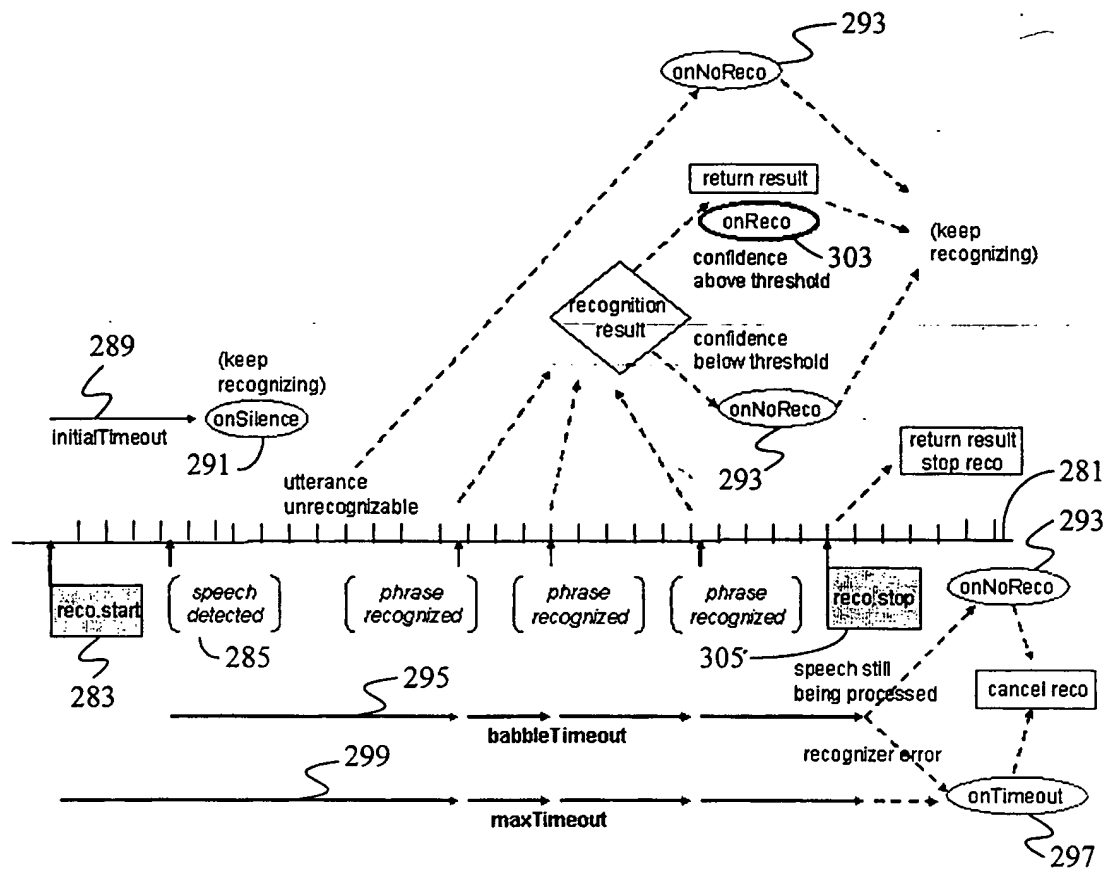 293
onNoReco
return result
onReco
(keep
recognizing)
303
confidence
above threshold
recognition
result
confidence
below threshold
289
(keep
recognizing)
onSilence
initialTimeout
291
onNoReco
293
return result
stop reco
utterance
unrecognizable
281
293
reco.start
speech
detected
phrase
recognized
phrase
recognized
phrase
recognized
reco.stop
onNoReco
285
305
283
295
speech still
being processed
cancel reco
babbleTimeout
299
recognizer error
maxTimeout
onTimeout
297